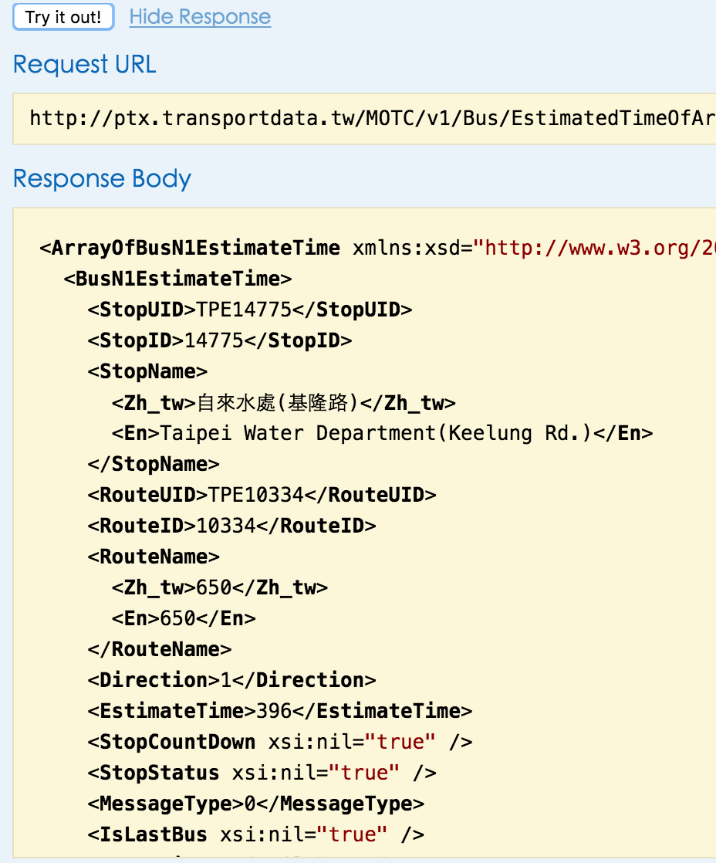 Try it out! Hide Response
Request URL
http://ptx.transportdata.tw/MOTC/v1/Bus/EstimatedTimeOfAr
Response Body
<ArrayOfBusN1EstimateTime xmlns:xsd="http://www.w3.org/20
<BusN1EstimateTime>
<StopUID>TPE14775</StopUID>
<StopID>14775</StopID>
<StopName>
<Zh_tw>自來水處(基隆路)</Zh_tw>
<En>Taipei Water Department(Keelung Rd.)</En>
</StopName>
<RouteUID>TPE10334</RouteUID>
<RouteID>10334</RouteID>
<RouteName>
<Zh_tw>650</Zh_tw>
<En>650</En>
</RouteName>
<Direction>1</Direction>
<EstimateTime>396</EstimateTime>
<StopCountDown xsi:nil="true" />
<StopStatus xsi:nil="true" />
<MessageType>0</MessageType>
<IsLastBus xsi:nil="true" />